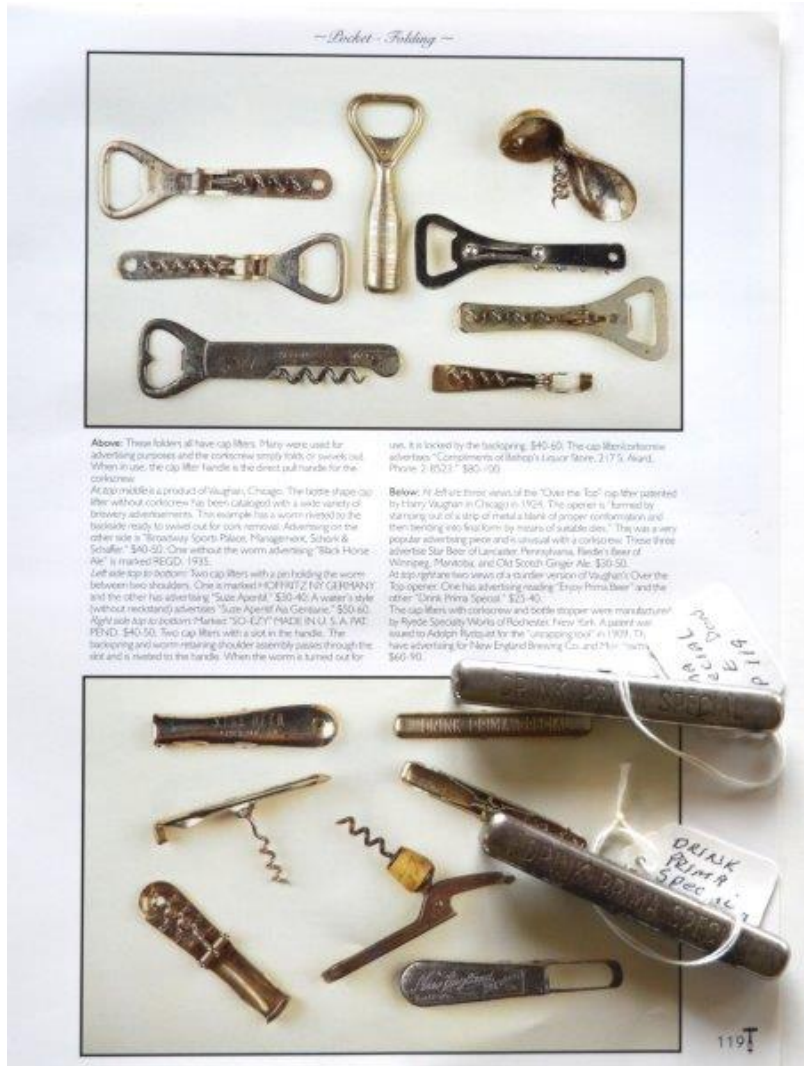 ~Pocket - Folding~
Above: These folders all have cap lifters. Many were used for
advertising purposes and the corkscrew simply folds or swivels out.
When in use, the cap lifter handle is the direct pull handle for the
corkscrew.
At top middle is a product of Vaughan, Chicago. The bottle shape cap
lifter without corkscrew has been cataloged with a wide variety of
brewery advertisements. This example has a worm riveted to the
backside ready to swivel out for cork removal. Advertising on the
other side is "Broadway Sports Palace, Management, Schork &
Schaffer." $40-50. One without the worm advertising "Black Horse
Ale" is marked REGD. 1935.
Left side top to bottom: Two cap lifters with a pin holding the worm
between two shoulders. One is marked HOFFRITZ NY GERMANY
and the other has advertising "Suze Aperitif." $30-40. A waiter's style
(without neckstand) advertises "Suze Aperitif Ala Gentiane." $50-60.
Right side top to bottom: Marked "SO-EZY" MADE IN U. S. A. PAT.
PEND. $40-50. Two cap lifters with a slot in the handle. The
backspring and worm retaining shoulder assembly passes through the
slot and is riveted to the handle. When the worm is turned out for
use, it is locked by the backspring. $40-60. The cap lifter/corkscrew
advertises "Compliments of Bishop's Liquor Store, 217 S. Akard,
Phone 2-8523." $80-100.
Below: At left are three views of the "Over the Top" cap lifter patented
by Harry Vaughan in Chicago in 1924. The opener is "formed by
stamping out of a strip of metal a blank of proper conformation and
then bending into final form by means of suitable dies." This was a very
popular advertising piece and is unusual with a corkscrew. These three
advertise Star Beer of Lancaster, Pennsylvania, Riedle's Beer of
Winnipeg, Manitoba, and Old Scotch Ginger Ale. $30-50.
At top right are two views of a sturdier version of Vaughan's Over the
Top opener. One has advertising reading "Enjoy Prima Beer" and the
other "Drink Prima Special." $25-40.
The cap lifters with corkscrew and bottle stopper were manufactured
by Ryede Specialty Works of Rochester, New York. A patent was
issued to Adolph Rydquist for the "uncapping tool" in 1909. Th
have advertising for New England Brewing Co. and
$60-90.
P 119
DRINK PRIMA SPECIAL
STAR BEER
DRINK PRIMA SPECIAL
DRINK
PRIMA
SPECIAL
DRINK PRIMA SPEC
New England
119